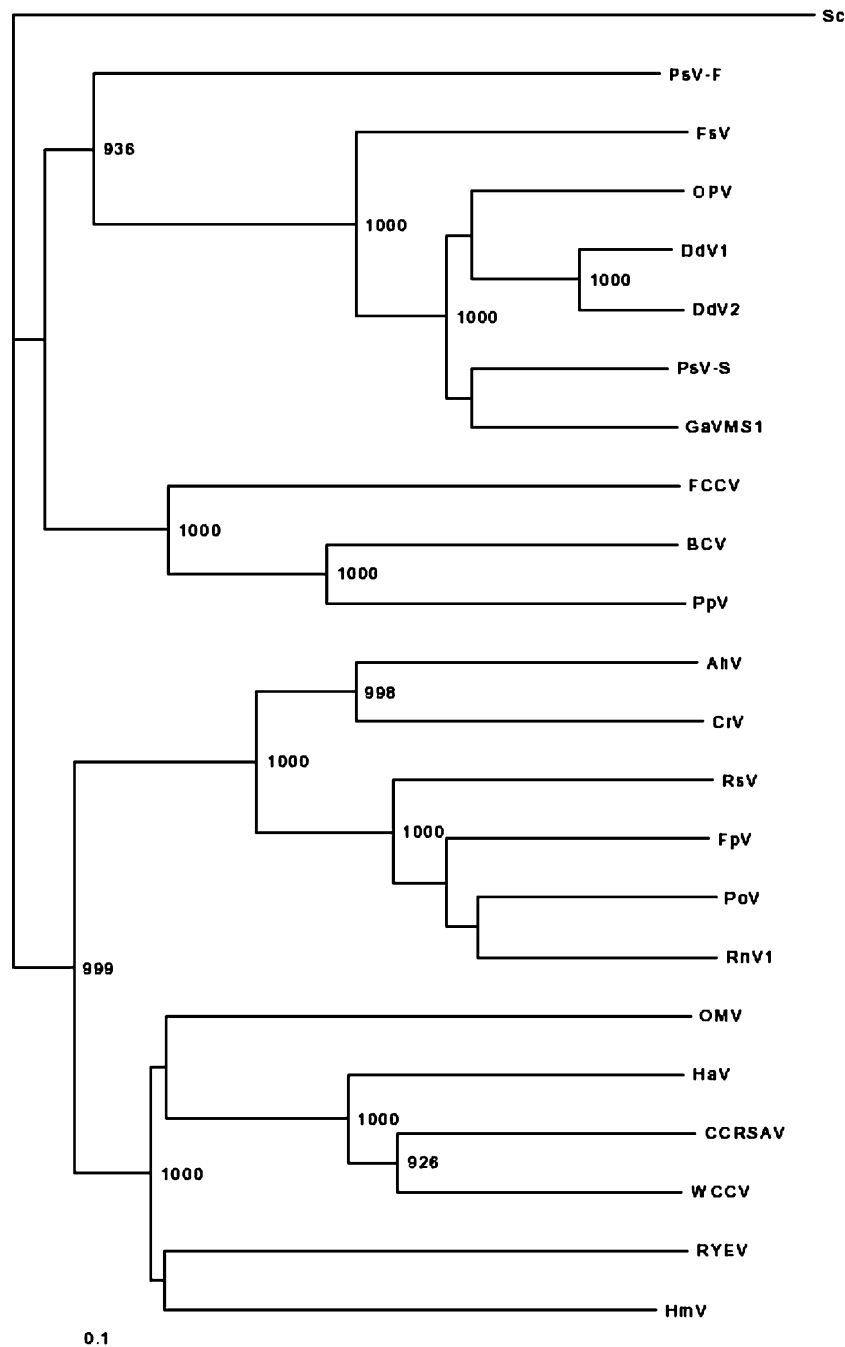 Sc
PsV-F
FsV
936
OPV
1000
DdV1
1000
DdV2
1000
PsV-S
GaVMS1
FCCV
1000
BCV
1000
PpV
AhV
998
CrV
1000
RsV
1000
FpV
PoV
RnV1
999
OMV
HaV
1000
CCRSAV
926
1000
WCCV
RYEV
HmV
0.1